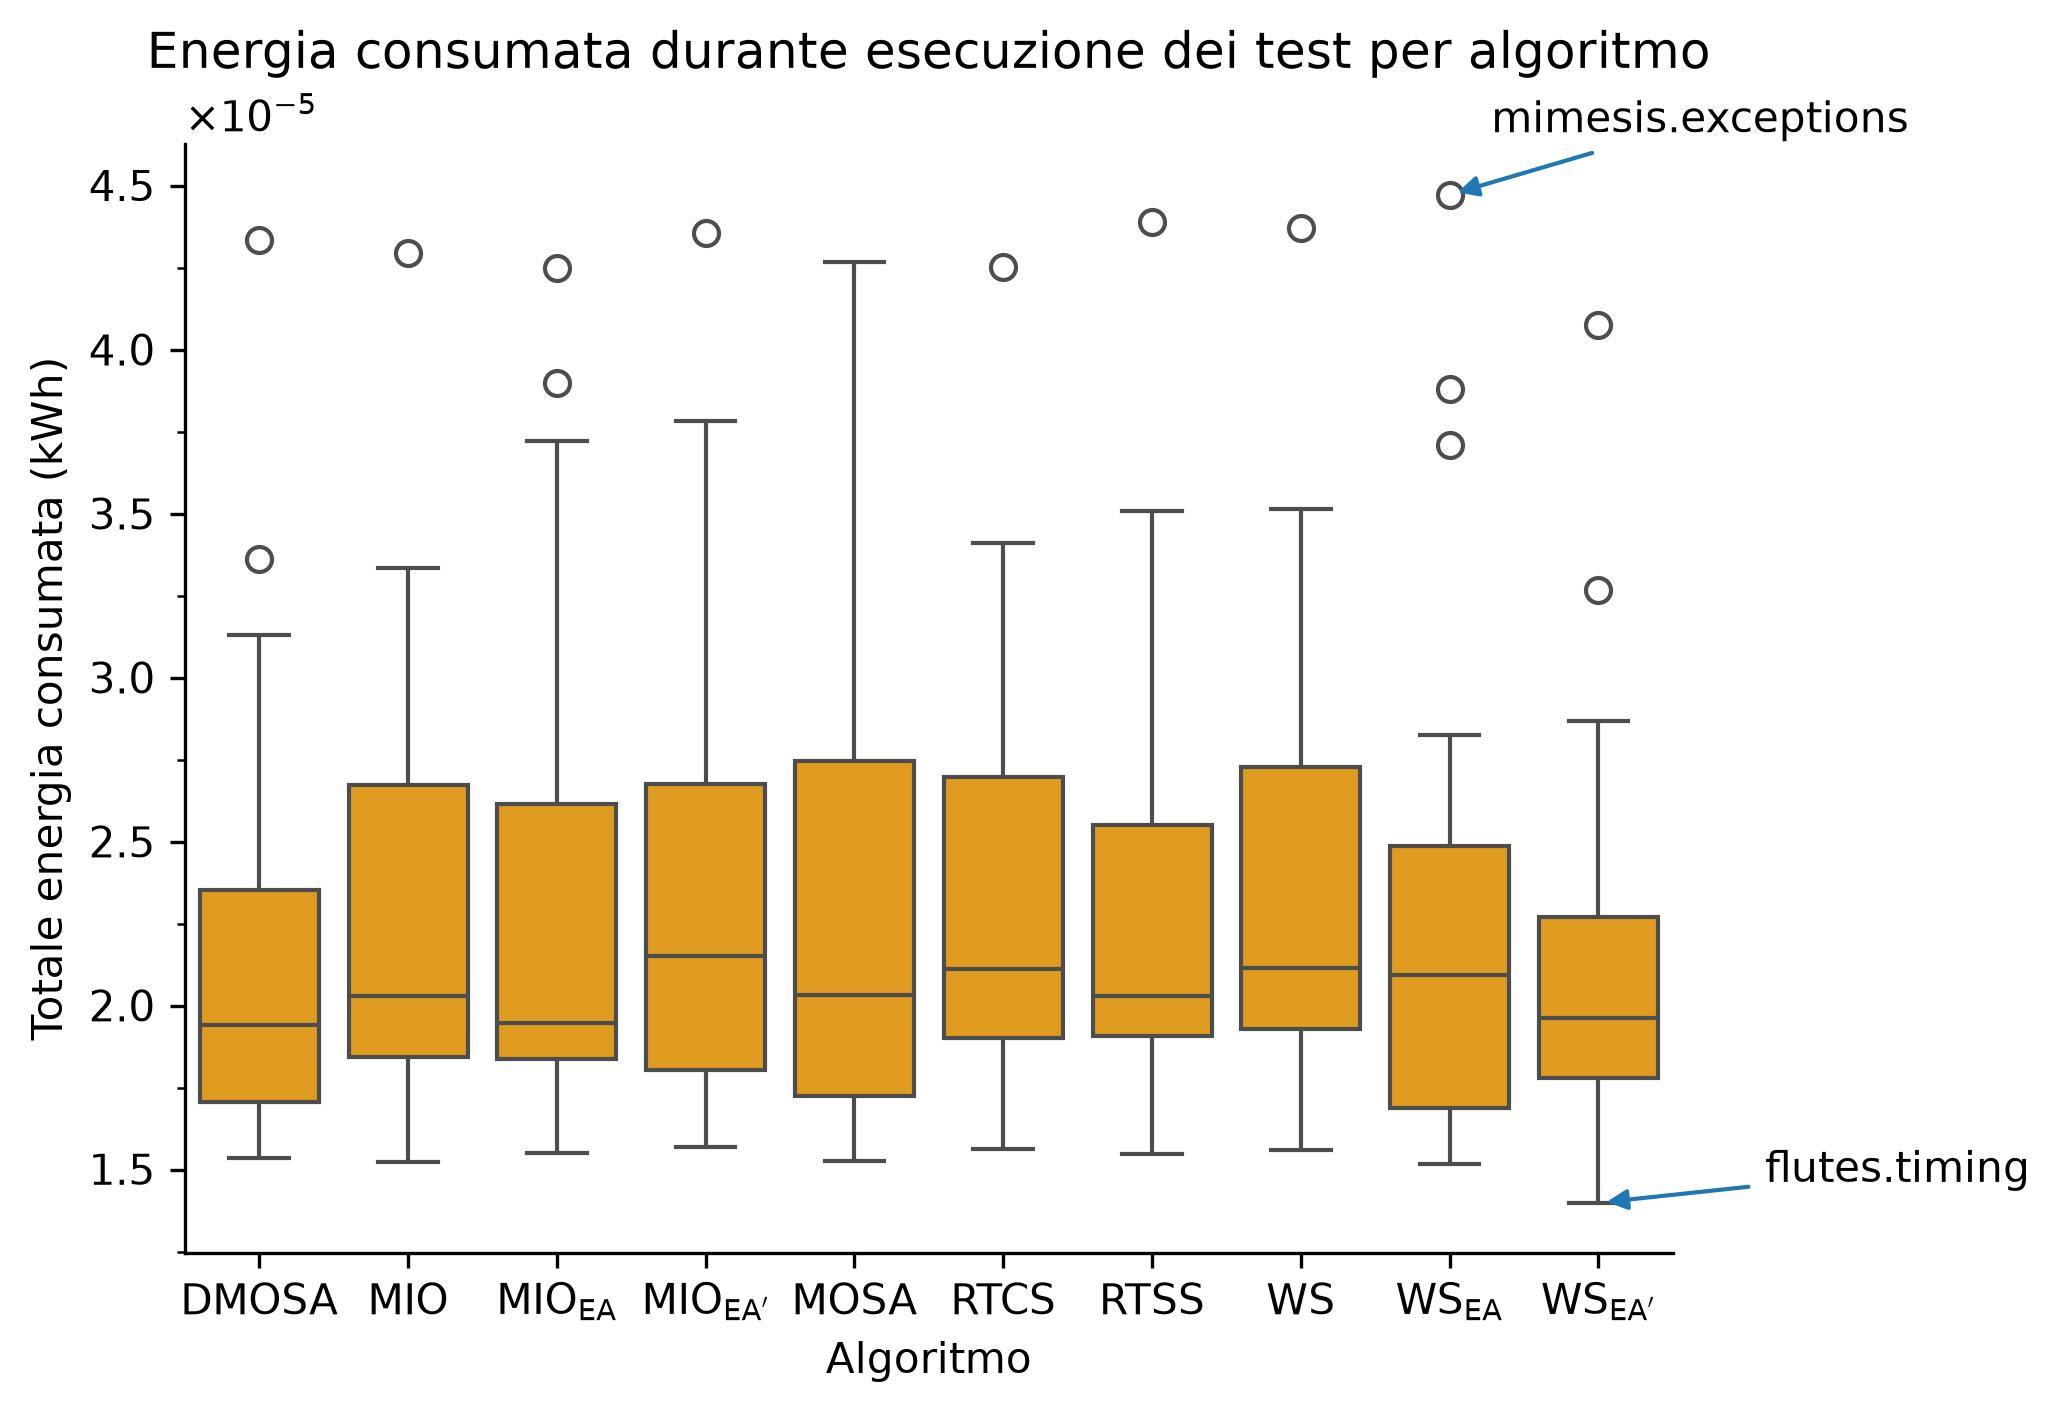 Energia consumata durante esecuzione dei test per algoritmo
×10⁻⁵
mimesis.exceptions
4.5
4.0
3.5
3.0
2.5
2.0
1.5
Totale energia consumata (kWh)
flutes.timing
DMOSA MIO MIO_EA MIO_EA′ MOSA RTCS RTSS WS WS_EA WS_EA′
Algoritmo